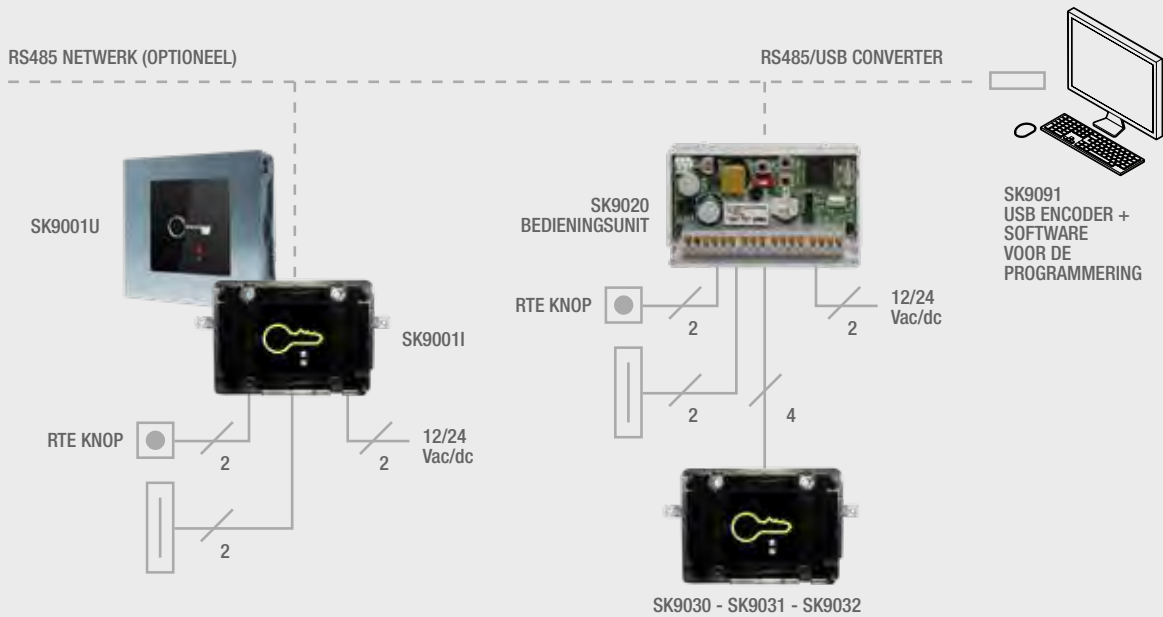 RS485 NETWERK (OPTIONEEL)
RS485/USB CONVERTER
SK9001U
SK9020
BEDIENINGSUNIT
SK9091
USB ENCODER +
SOFTWARE
VOOR DE
PROGRAMMERING
RTE KNOP
2
2
12/24
Vac/dc
SK9001I
2
4
RTE KNOP
2
2
12/24
Vac/dc
2
SK9030 - SK9031 - SK9032